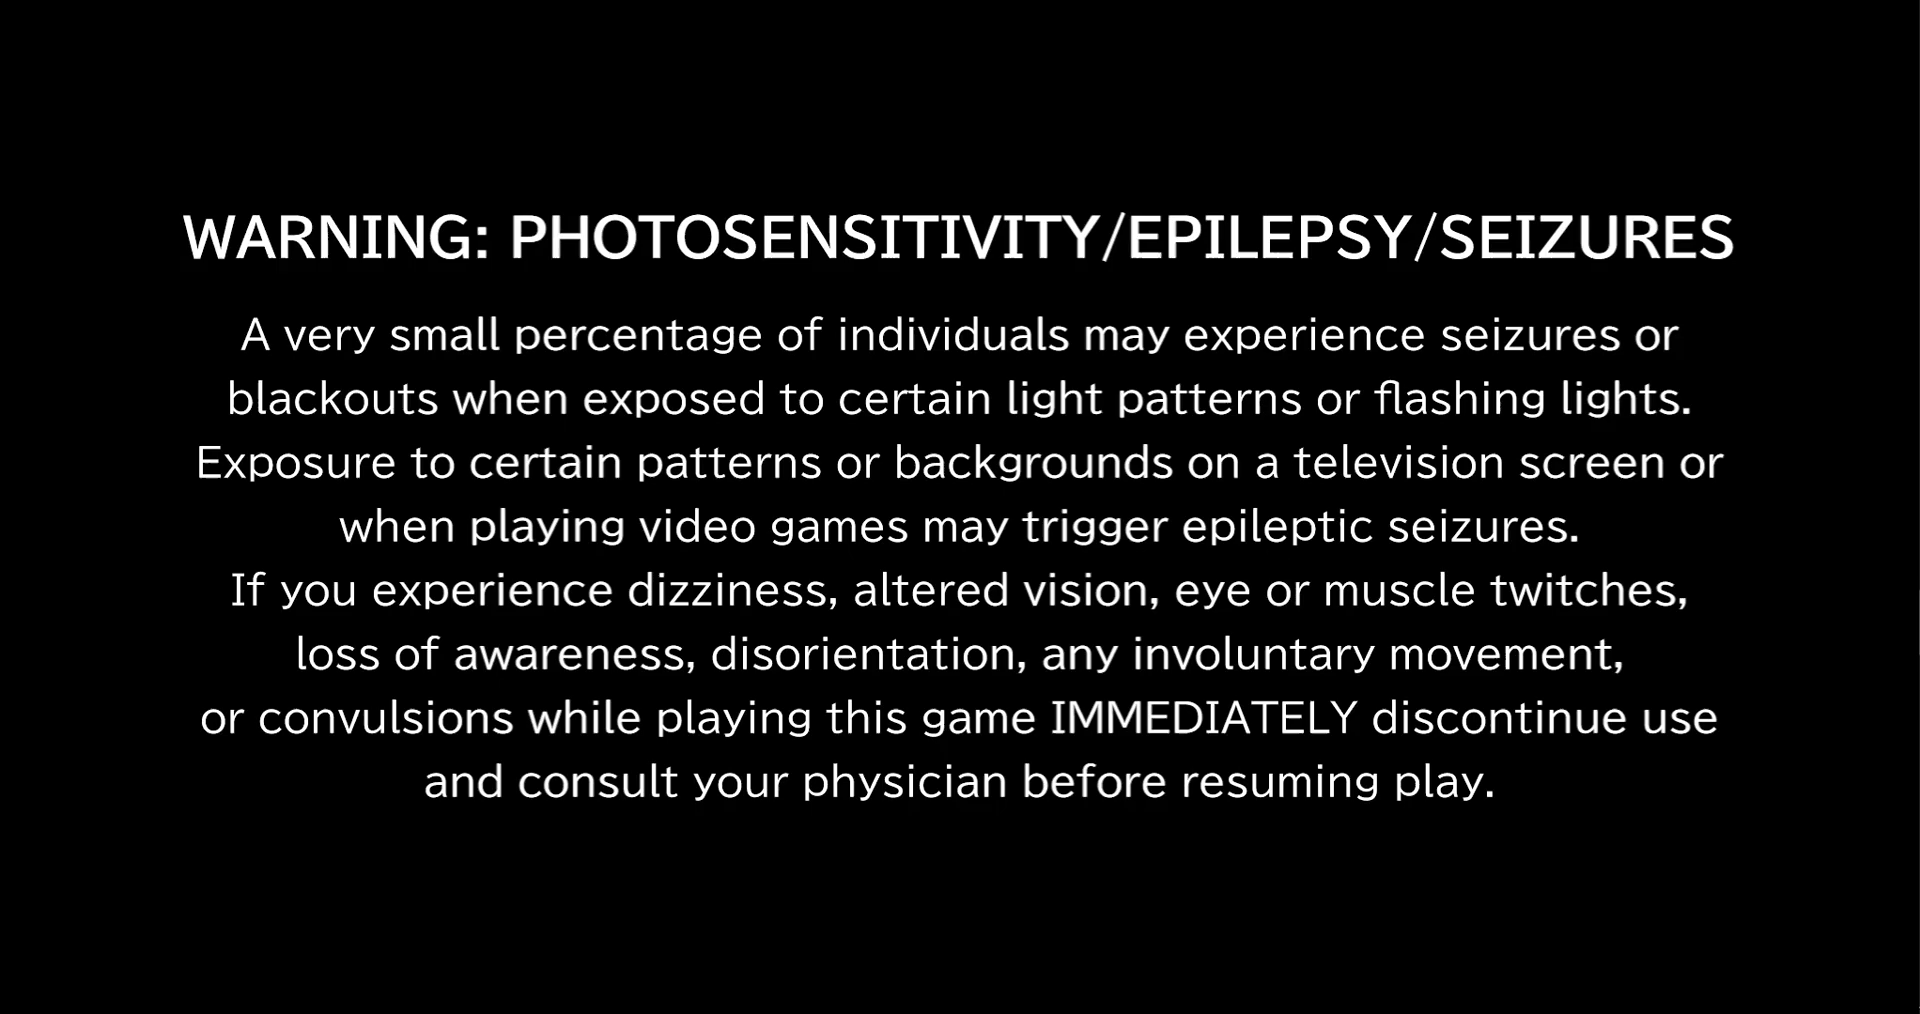 WARNING: PHOTOSENSITIVITY/EPILEPSY/SEIZURES
A very small percentage of individuals may experience seizures or
blackouts when exposed to certain light patterns or flashing lights.
Exposure to certain patterns or backgrounds on a television screen or
when playing video games may trigger epileptic seizures.
If you experience dizziness, altered vision, eye or muscle twitches,
loss of awareness, disorientation, any involuntary movement,
or convulsions while playing this game IMMEDIATELY discontinue use
and consult your physician before resuming play.